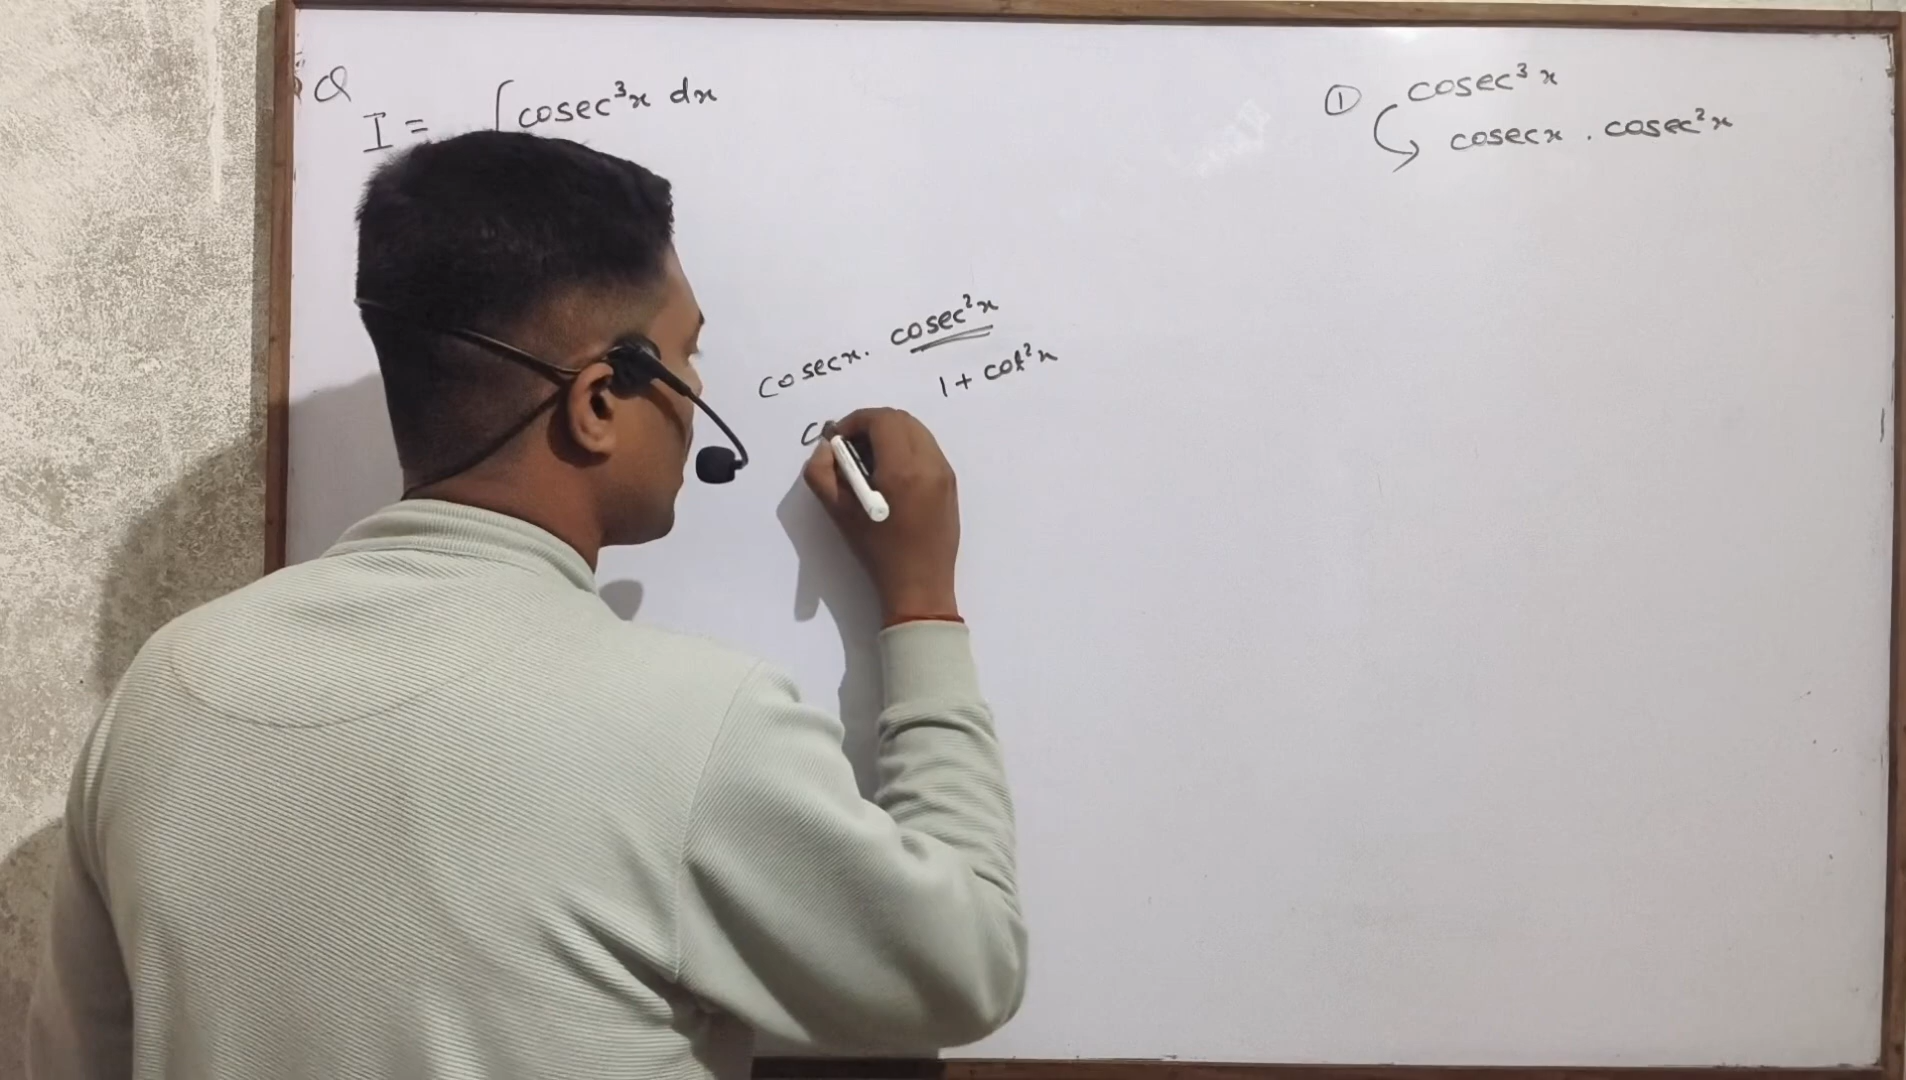 Q
I = ∫cosec³x dx
① cosec³x
cosecx . cosec²x
cosecx. cosec²x
1 + cot²x